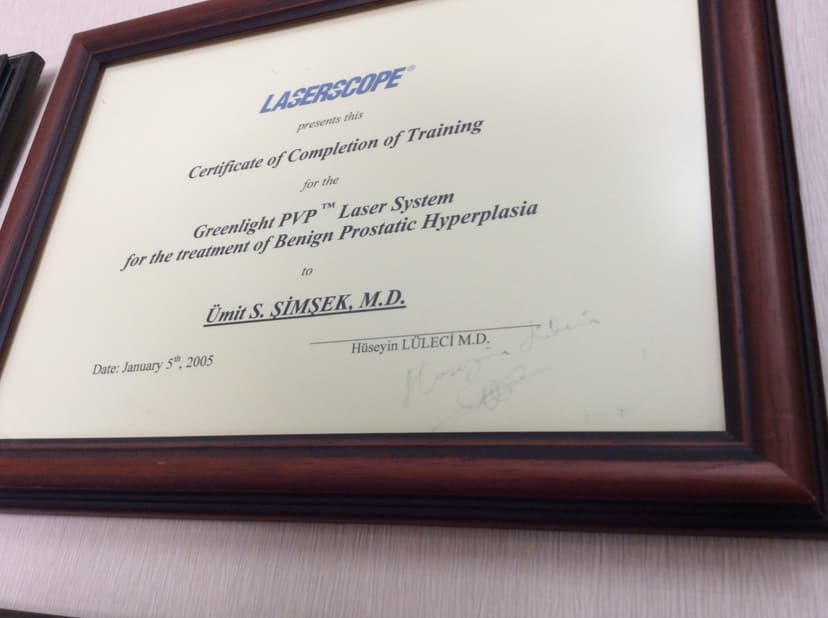 LASERSCOPE®
presents this
Certificate of Completion of Training
for the
Greenlight PVP™ Laser System
for the treatment of Benign Prostatic Hyperplasia
to
Ümit S. ŞİMŞEK, M.D.
Hüseyin LÜLECİ M.D.
Date: January 5th, 2005